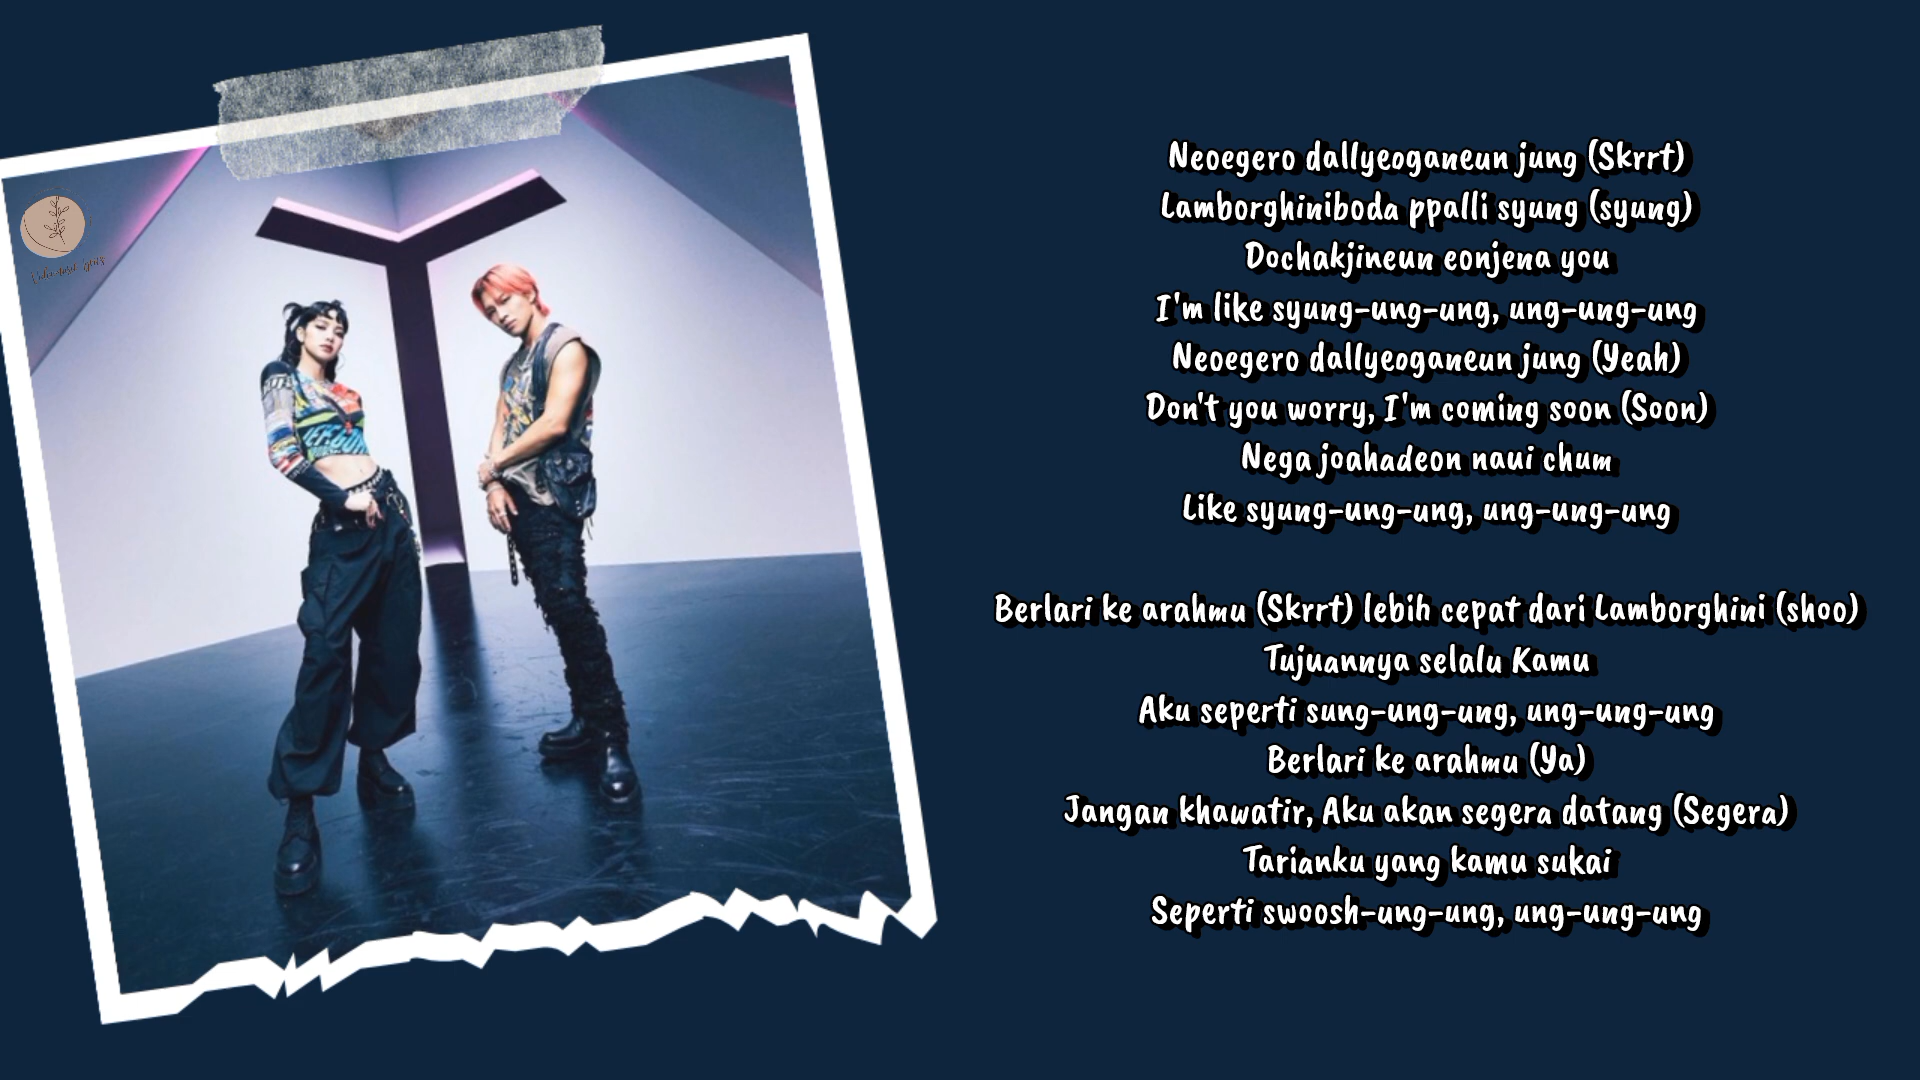 Neoegero dallyeoganeun jung (Skrrt)
Lamborghiniboda ppalli syung (syung)
Dochakjineun eonjena you
I'm like syung-ung-ung, ung-ung-ung
Neoegero dallyeoganeun jung (Yeah)
Don't you worry, I'm coming soon (Soon)
Nega joahadeon naui chum
Like syung-ung-ung, ung-ung-ung
Berlari ke arahmu (Skrrt) lebih cepat dari Lamborghini (shoo)
Tujuannya selalu Kamu
Aku seperti sung-ung-ung, ung-ung-ung
Berlari ke arahmu (Ya)
Jangan khawatir, Aku akan segera datang (Segera)
Tarianku yang kamu sukai
Seperti swoosh-ung-ung, ung-ung-ung